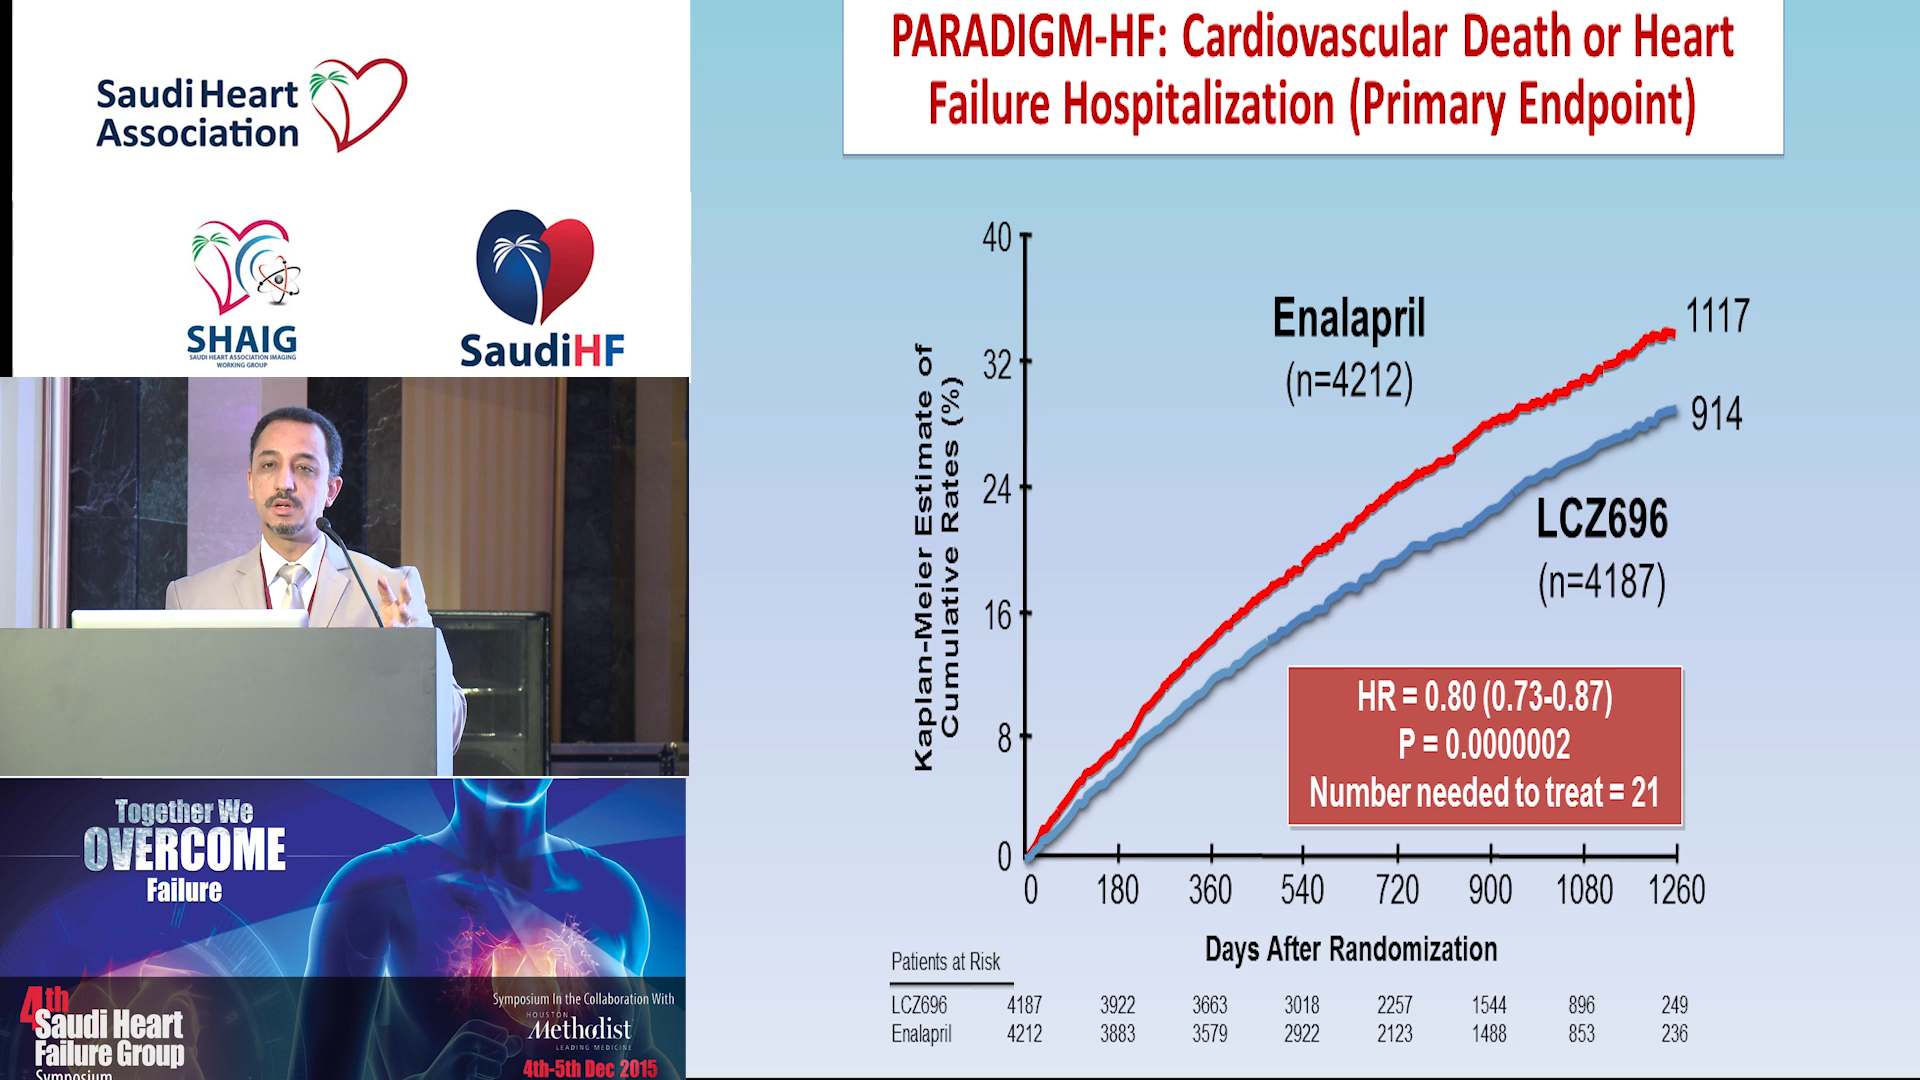 Saudi Heart
Association
SHAIG
SAUDI HEART ASSOCIATION IMAGING
WORKING GROUP
SaudiHF
Together We
OVERCOME
Failure
4th
Saudi Heart
Failure Group
Symposium
Symposium In the Collaboration With
HOUSTON
Methodist
LEADING MEDICINE
4th-5th Dec 2015
PARADIGM-HF: Cardiovascular Death or Heart
Failure Hospitalization (Primary Endpoint)
Kaplan-Meier Estimate of
Cumulative Rates (%)
40
32
24
16
8
0
Enalapril
(n=4212)
1117
914
LCZ696
(n=4187)
HR = 0.80 (0.73-0.87)
P = 0.0000002
Number needed to treat = 21
0 180 360 540 720 900 1080 1260
Days After Randomization
Patients at Risk
LCZ696 4187 3922 3663 3018 2257 1544 896 249
Enalapril 4212 3883 3579 2922 2123 1488 853 236